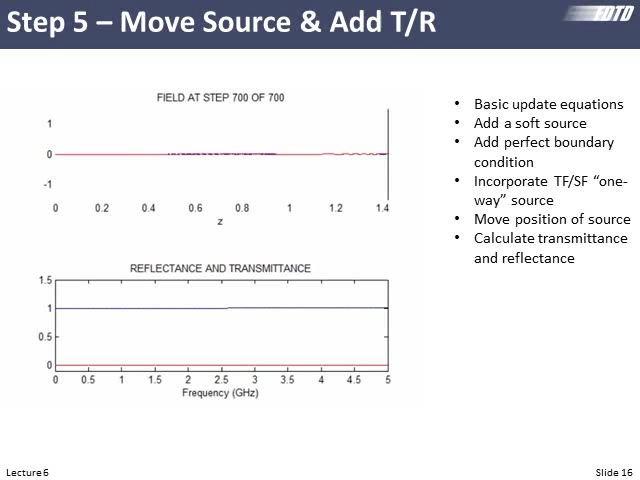 Step 5 – Move Source & Add T/R
FDTD
FIELD AT STEP 700 OF 700
1
0
-1
0 0.2 0.4 0.6 0.8 1 1.2 1.4
z
REFLECTANCE AND TRANSMITTANCE
1.5
1
0.5
0
0 0.5 1 1.5 2 2.5 3 3.5 4 4.5 5
Frequency (GHz)
• Basic update equations
• Add a soft source
• Add perfect boundary
condition
• Incorporate TF/SF “one-
way” source
• Move position of source
• Calculate transmittance
and reflectance
Lecture 6
Slide 16